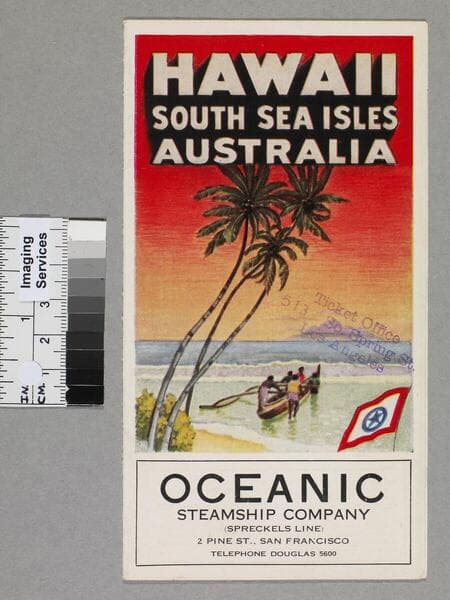 HAWAII
SOUTH SEA ISLES
AUSTRALIA
Ticket Office
513 So Spring St.
Los Angeles
OCEANIC
STEAMSHIP COMPANY
(SPRECKELS LINE)
2 PINE ST., SAN FRANCISCO
TELEPHONE DOUGLAS 5600
Imaging
Services
IN.
1
CM.
1
2
3